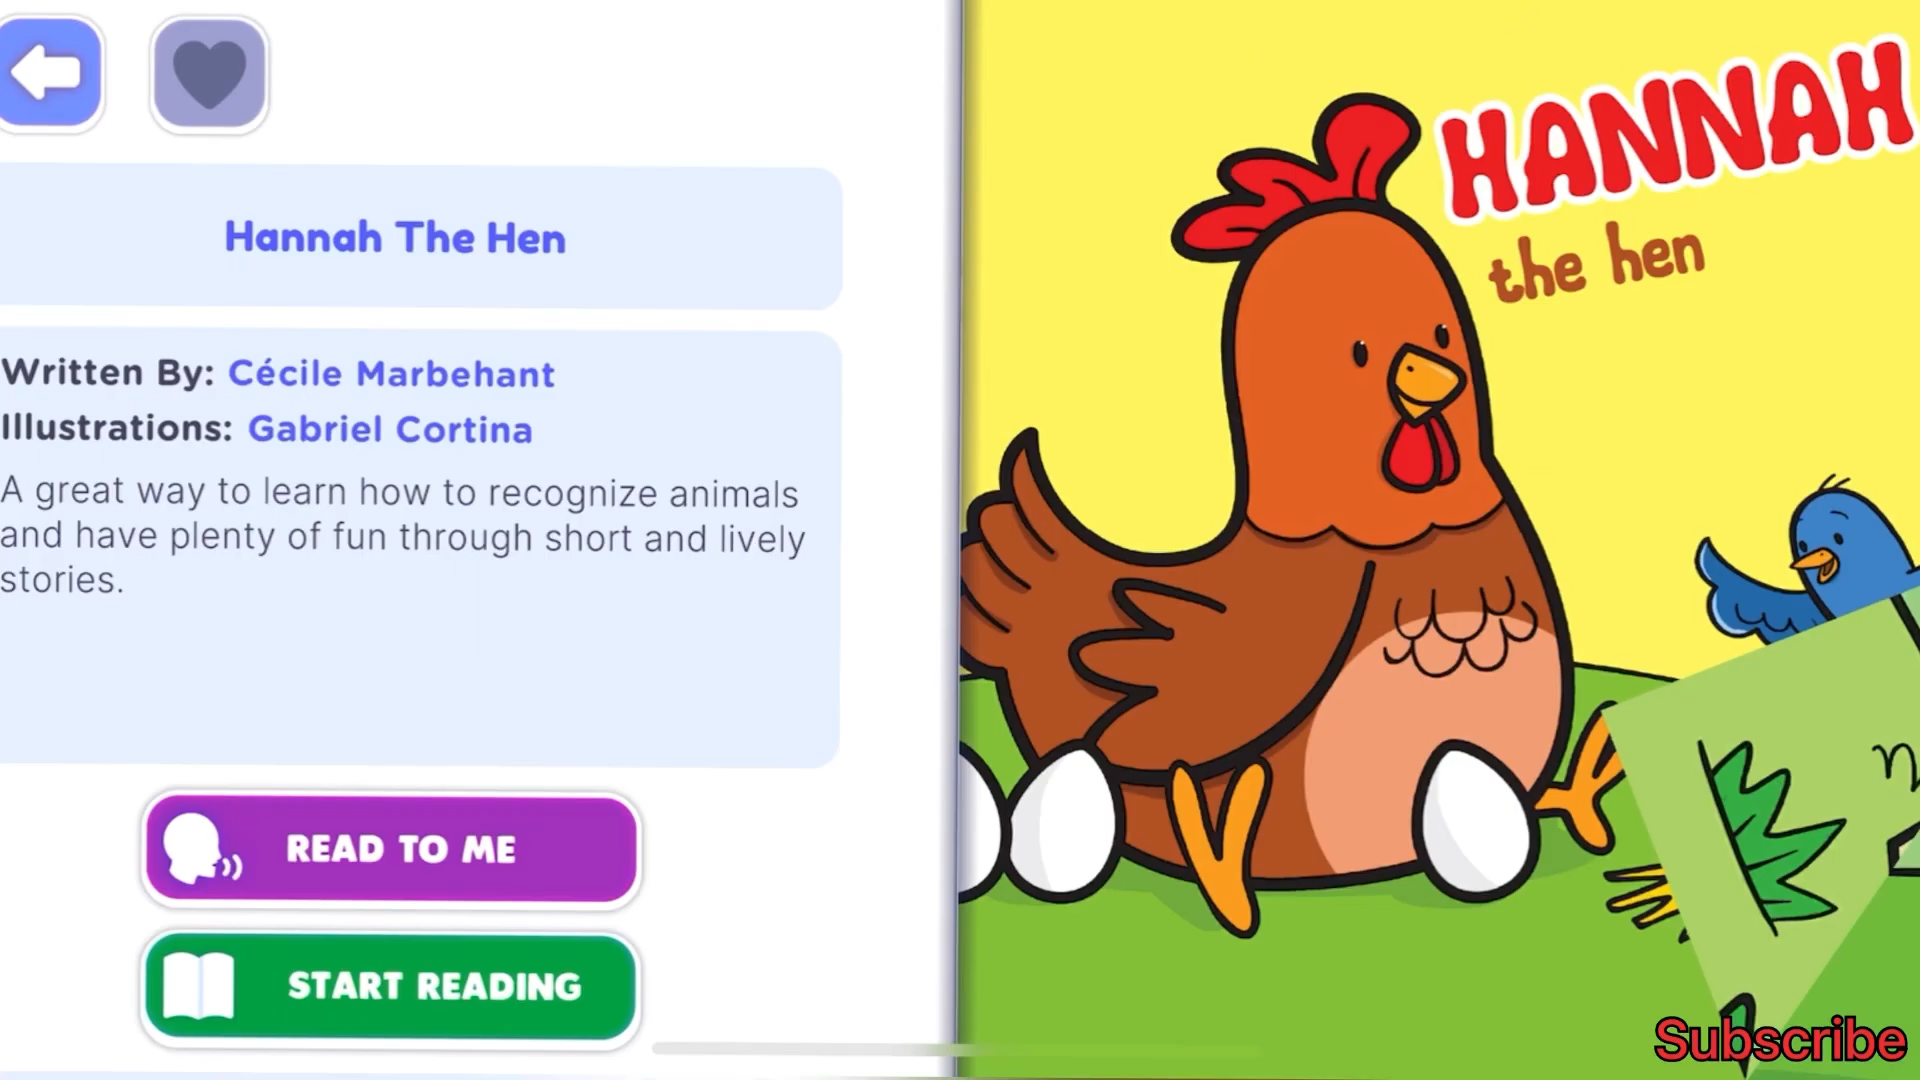 Hannah The Hen
Written By: Cécile Marbehant
Illustrations: Gabriel Cortina
A great way to learn how to recognize animals
and have plenty of fun through short and lively
stories.
READ TO ME
START READING
HANNAH
the hen
Subscribe